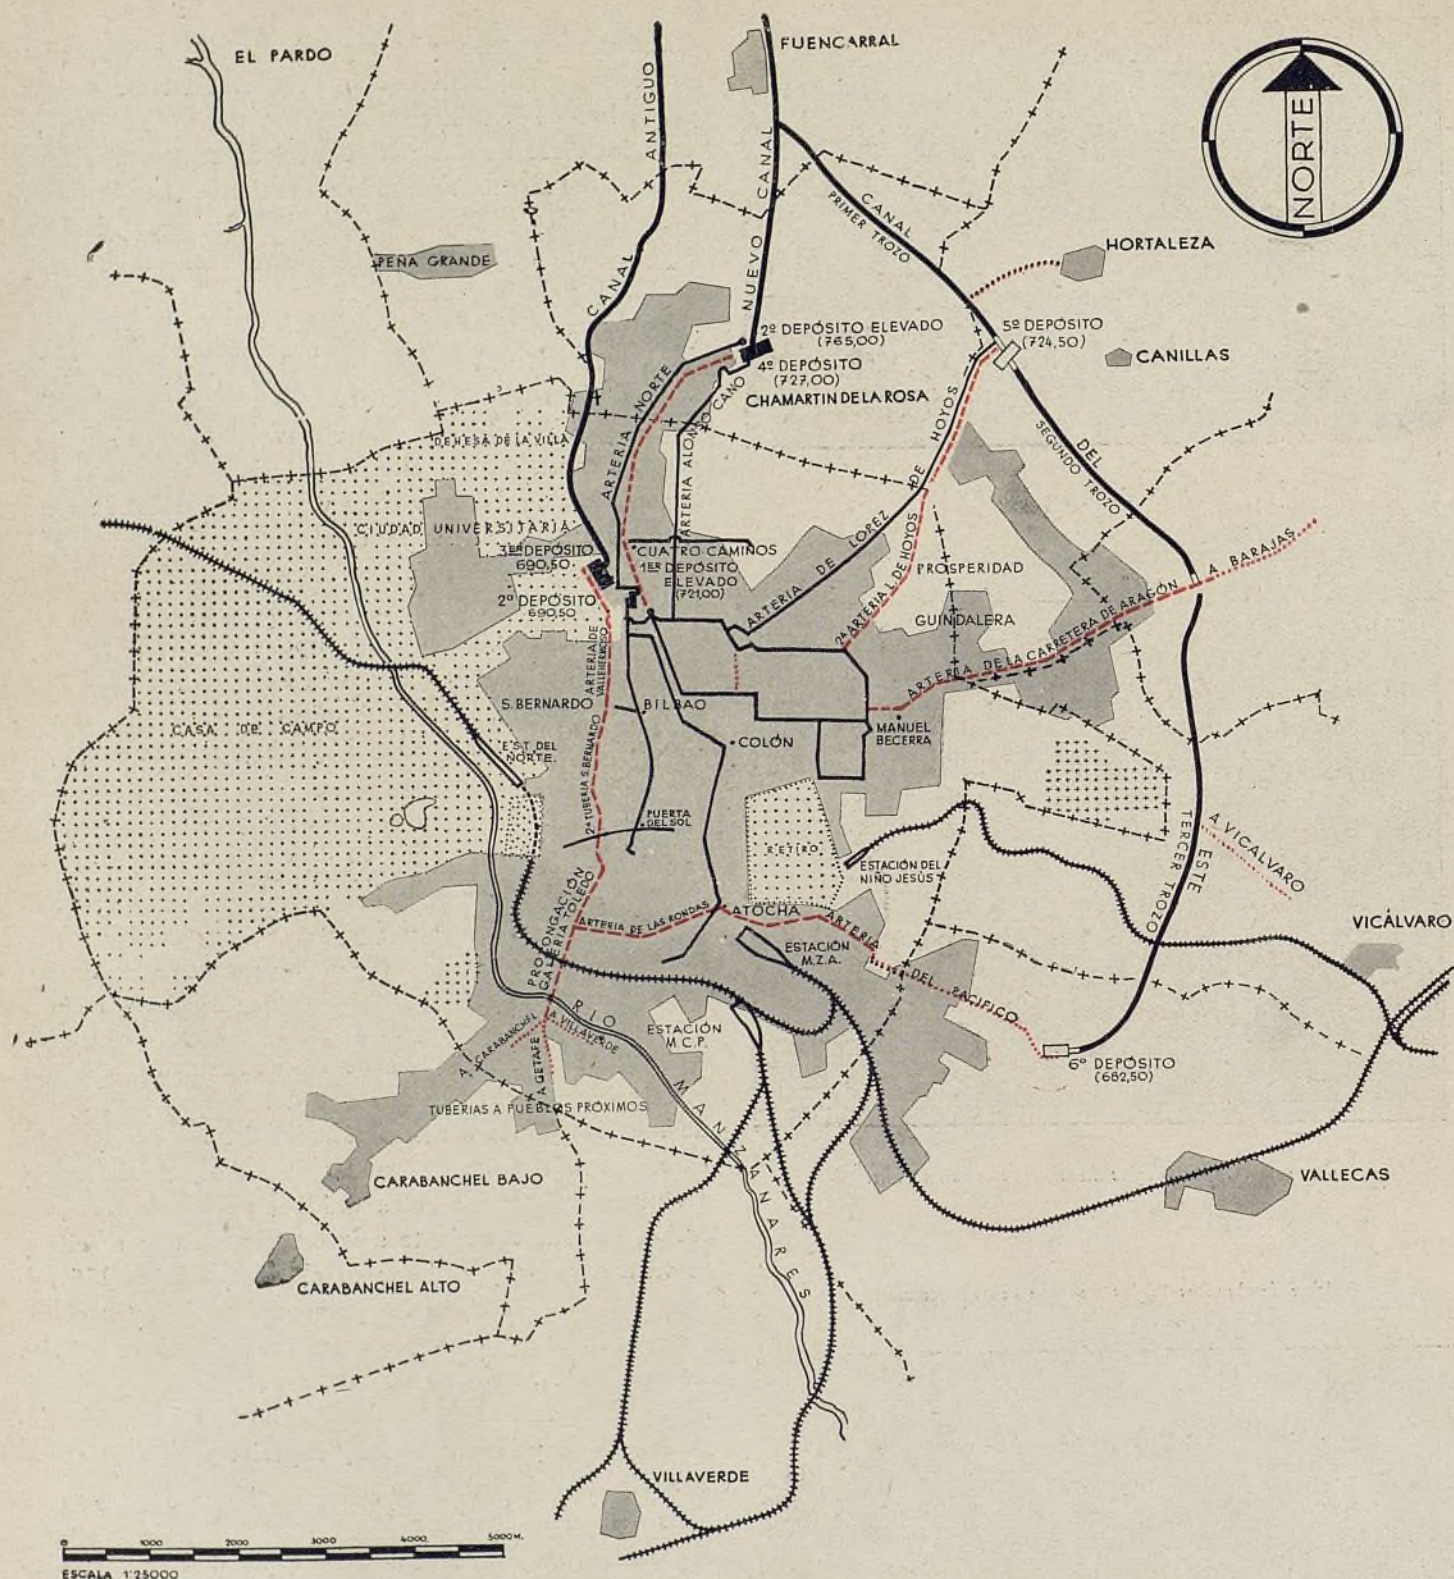 EL PARDO
FUENCARRAL
NORTE
CANAL ANTIGUO
NUEVO CANAL
CANAL
PRIMER TROZO
HORTALEZA
PEÑA GRANDE
2º DEPÓSITO ELEVADO
(765,00)
5º DEPÓSITO
(724,50)
4º DEPÓSITO
(727,00)
CANILLAS
CHAMARTIN DE LA ROSA
ARTERIA NORTE
ARTERIA ALONSO CANO
DEHESA DE LA VILLA
DEL
SEGUNDO TROZO
CIUDAD UNIVERSITARIA
3ER DEPÓSITO
690,50
CUATRO CAMINOS
1ER DEPÓSITO
ELEVADO
(721,00)
2º DEPÓSITO
690,50
ARTERIA DE LOPEZ DE HOYOS
2ª ARTERIA L. DE HOYOS
PROSPERIDAD
GUINDALERA
A BARAJAS
ARTERIA DE LA CARRETERA DE ARAGÓN
ARTERIA DE
VALLEHERMOSO
S. BERNARDO
BILBAO
MANUEL
BECERRA
CASA DE CAMPO
EST. DEL
NORTE.
COLÓN
2ª TUBERIA S. BERNARDO
PUERTA
DEL SOL
RETIRO
ESTACIÓN DEL
NIÑO JESÚS
TERCER TROZO
ESTE
A VICALVARO
VICÁLVARO
PROLONGACIÓN
GALERIA TOLEDO
ARTERIA DE LAS RONDAS
ATOCHA
ARTERIA
DEL PACIFICO
ESTACIÓN
M.Z.A.
RIO
MANZANARES
ESTACIÓN
M.C.P.
A CARABANCHEL
A VILLAVERDE
A GETAFE
6º DEPÓSITO
(682,50)
TUBERIAS A PUEBLOS PRÓXIMOS
CARABANCHEL BAJO
VALLECAS
CARABANCHEL ALTO
VILLAVERDE
0 1000 2000 3000 4000 5000 M.
ESCALA 1:25000